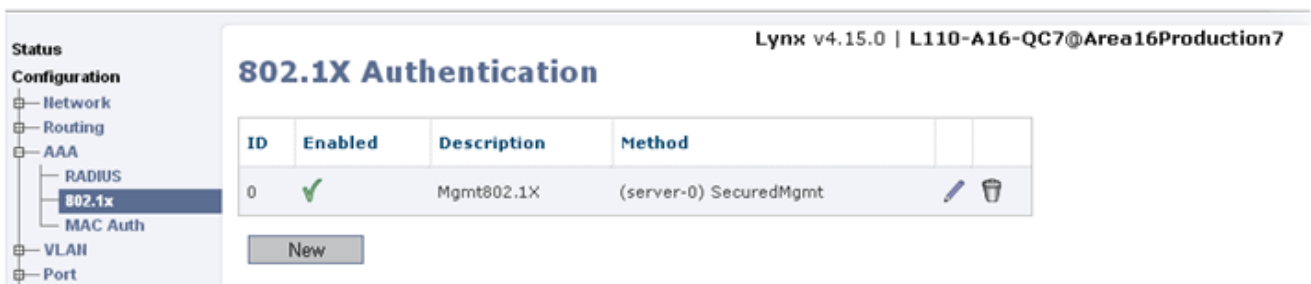 Lynx v4.15.0 | L110-A16-QC7@Area16Production7
Status
Configuration
Network
Routing
AAA
RADIUS
802.1x
MAC Auth
VLAN
Port
802.1X Authentication
ID Enabled Description Method
0 Mgmt802.1X (server-0) SecuredMgmt
New